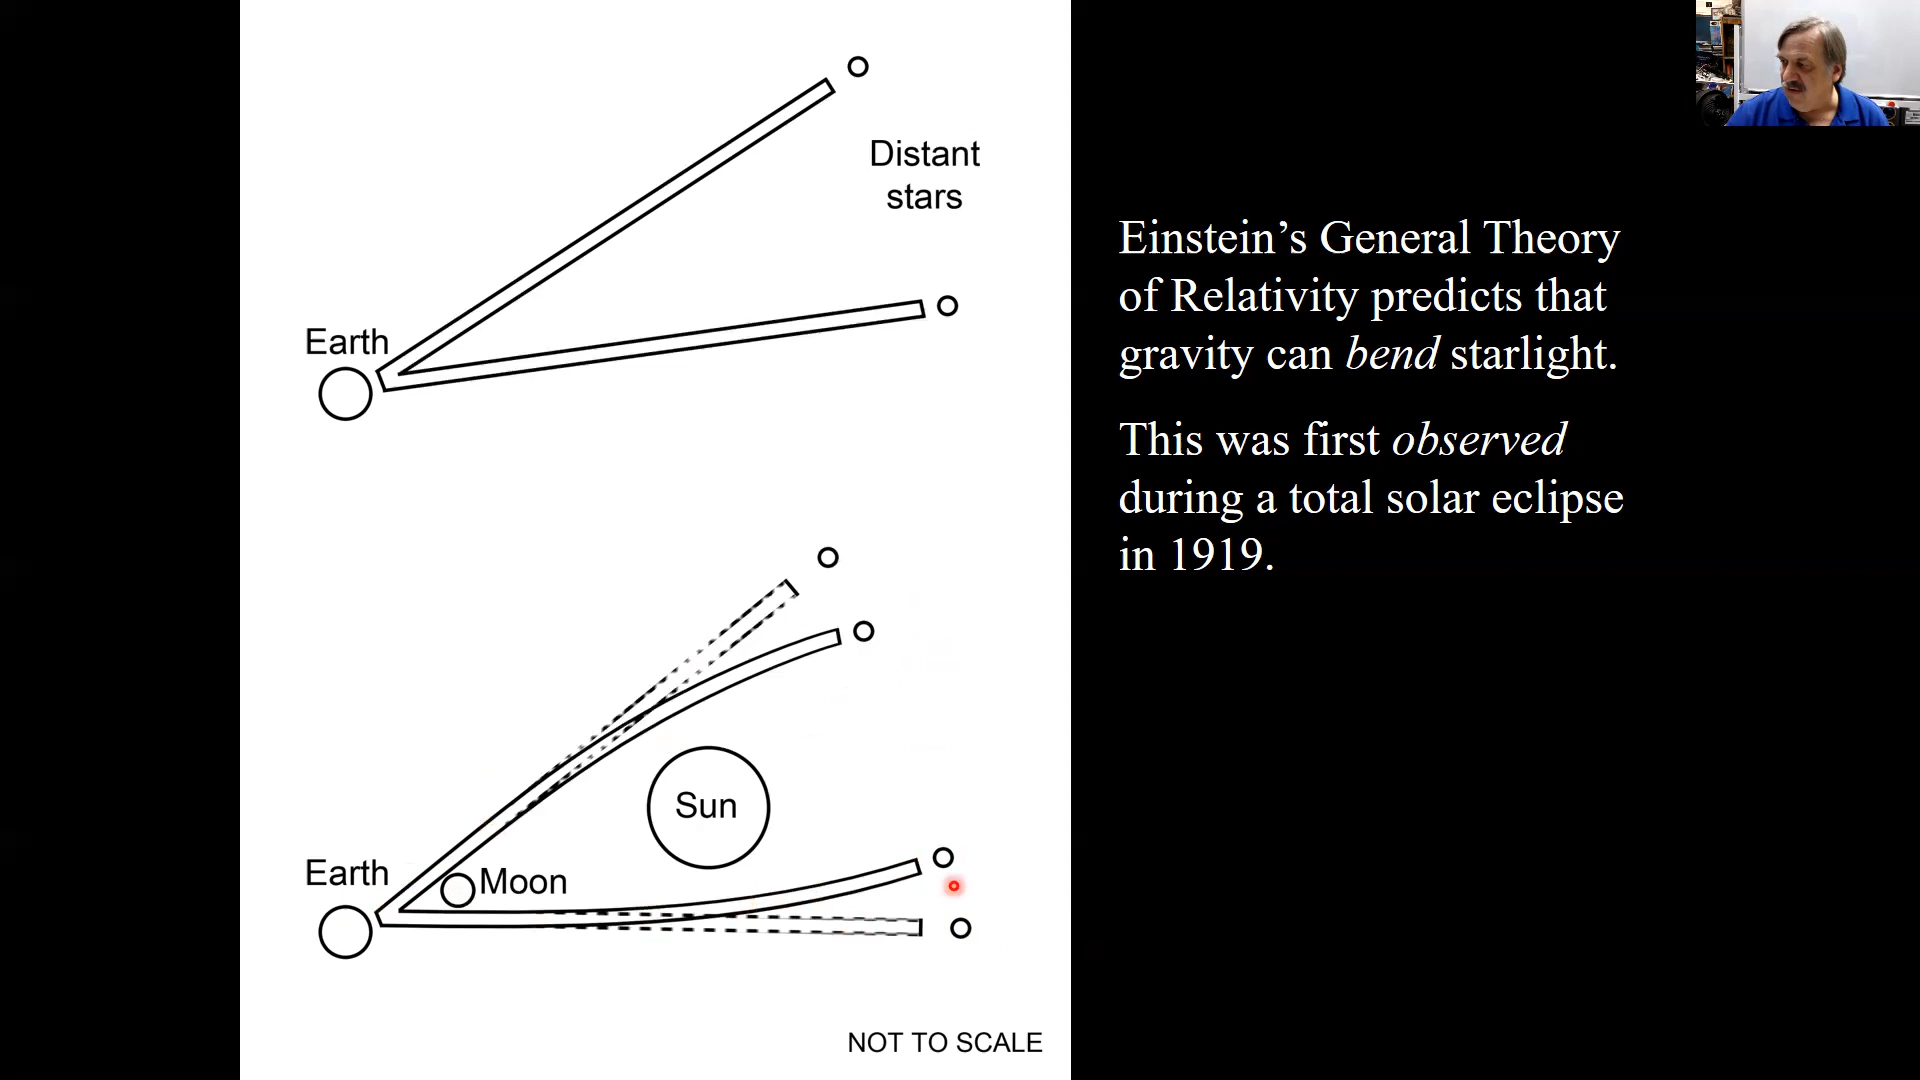 Distant
stars
Earth
Sun
Earth
Moon
NOT TO SCALE
Einstein’s General Theory
of Relativity predicts that
gravity can bend starlight.
This was first observed
during a total solar eclipse
in 1919.